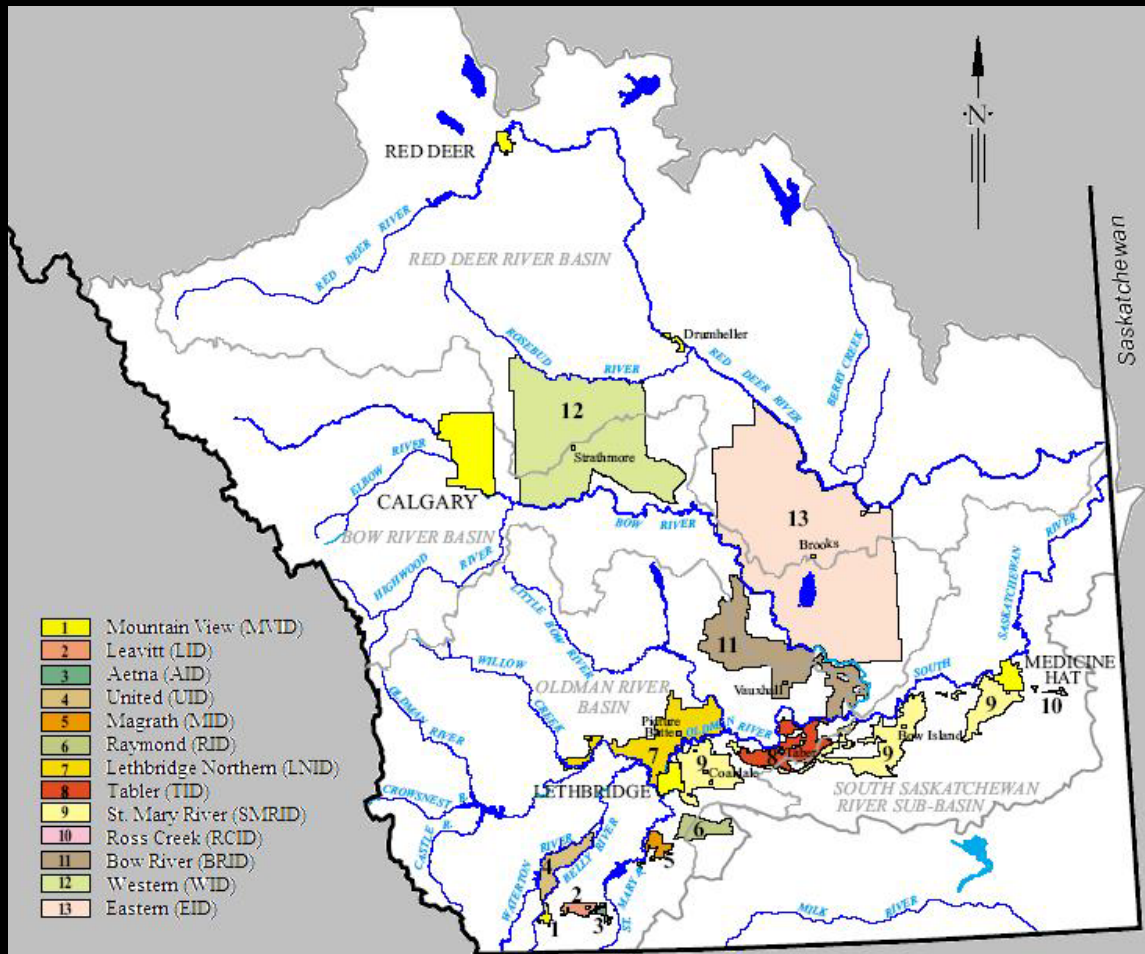 N
RED DEER
RED DEER RIVER
RED DEER RIVER BASIN
Saskatchewan
Drumheller
ROSEBUD RIVER
RED DEER RIVER
BERRY CREEK
12
Strathmore
ELBOW RIVER
CALGARY
BOW RIVER
BOW RIVER BASIN
HIGHWOOD RIVER
13
Brooks
LITTLE BOW RIVER
SOUTH SASKATCHEWAN RIVER
11
Vauxhall
MEDICINE
HAT
10
9
Bow Island
9
WILLOW CREEK
OLDMAN RIVER
BASIN
OLDMAN RIVER
Picture
Butte
OLDMAN RIVER
7
9
Coaldale
8
Taber
LETHBRIDGE
SOUTH SASKATCHEWAN
RIVER SUB-BASIN
CROWSNEST R.
CASTLE R.
6
5
4
WATERTON RIVER
BELLY RIVER
ST. MARY R.
2
1
3
MILK RIVER
1 Mountain View (MVID)
2 Leavitt (LID)
3 Aetna (AID)
4 United (UID)
5 Magrath (MID)
6 Raymond (RID)
7 Lethbridge Northern (LNID)
8 Tabler (TID)
9 St. Mary River (SMRID)
10 Ross Creek (RCID)
11 Bow River (BRID)
12 Western (WID)
13 Eastern (EID)